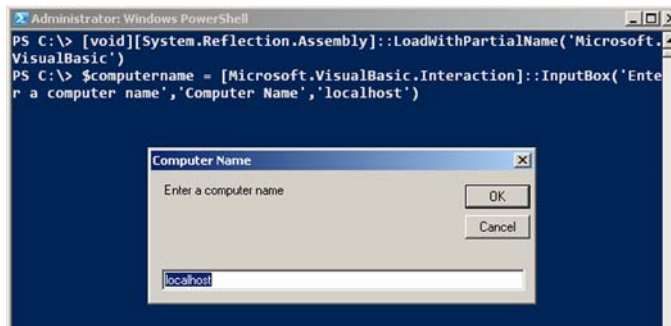 Administrator: Windows PowerShell
PS C:\> [void][System.Reflection.Assembly]::LoadWithPartialName('Microsoft.
VisualBasic')
PS C:\> $computername = [Microsoft.VisualBasic.Interaction]::InputBox('Ente
r a computer name','Computer Name','localhost')
Computer Name
Enter a computer name
OK
Cancel
localhost